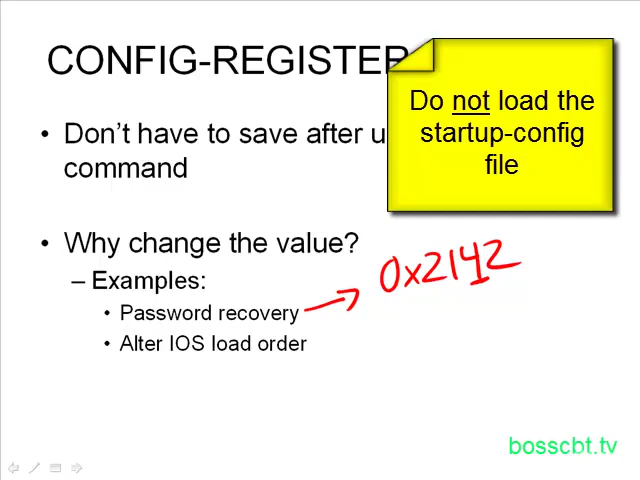 CONFIG-REGISTER
Do not load the
startup-config
file
• Don't have to save after u
command
• Why change the value?
– Examples:
• Password recovery
0x2142
• Alter IOS load order
bosscbt.tv